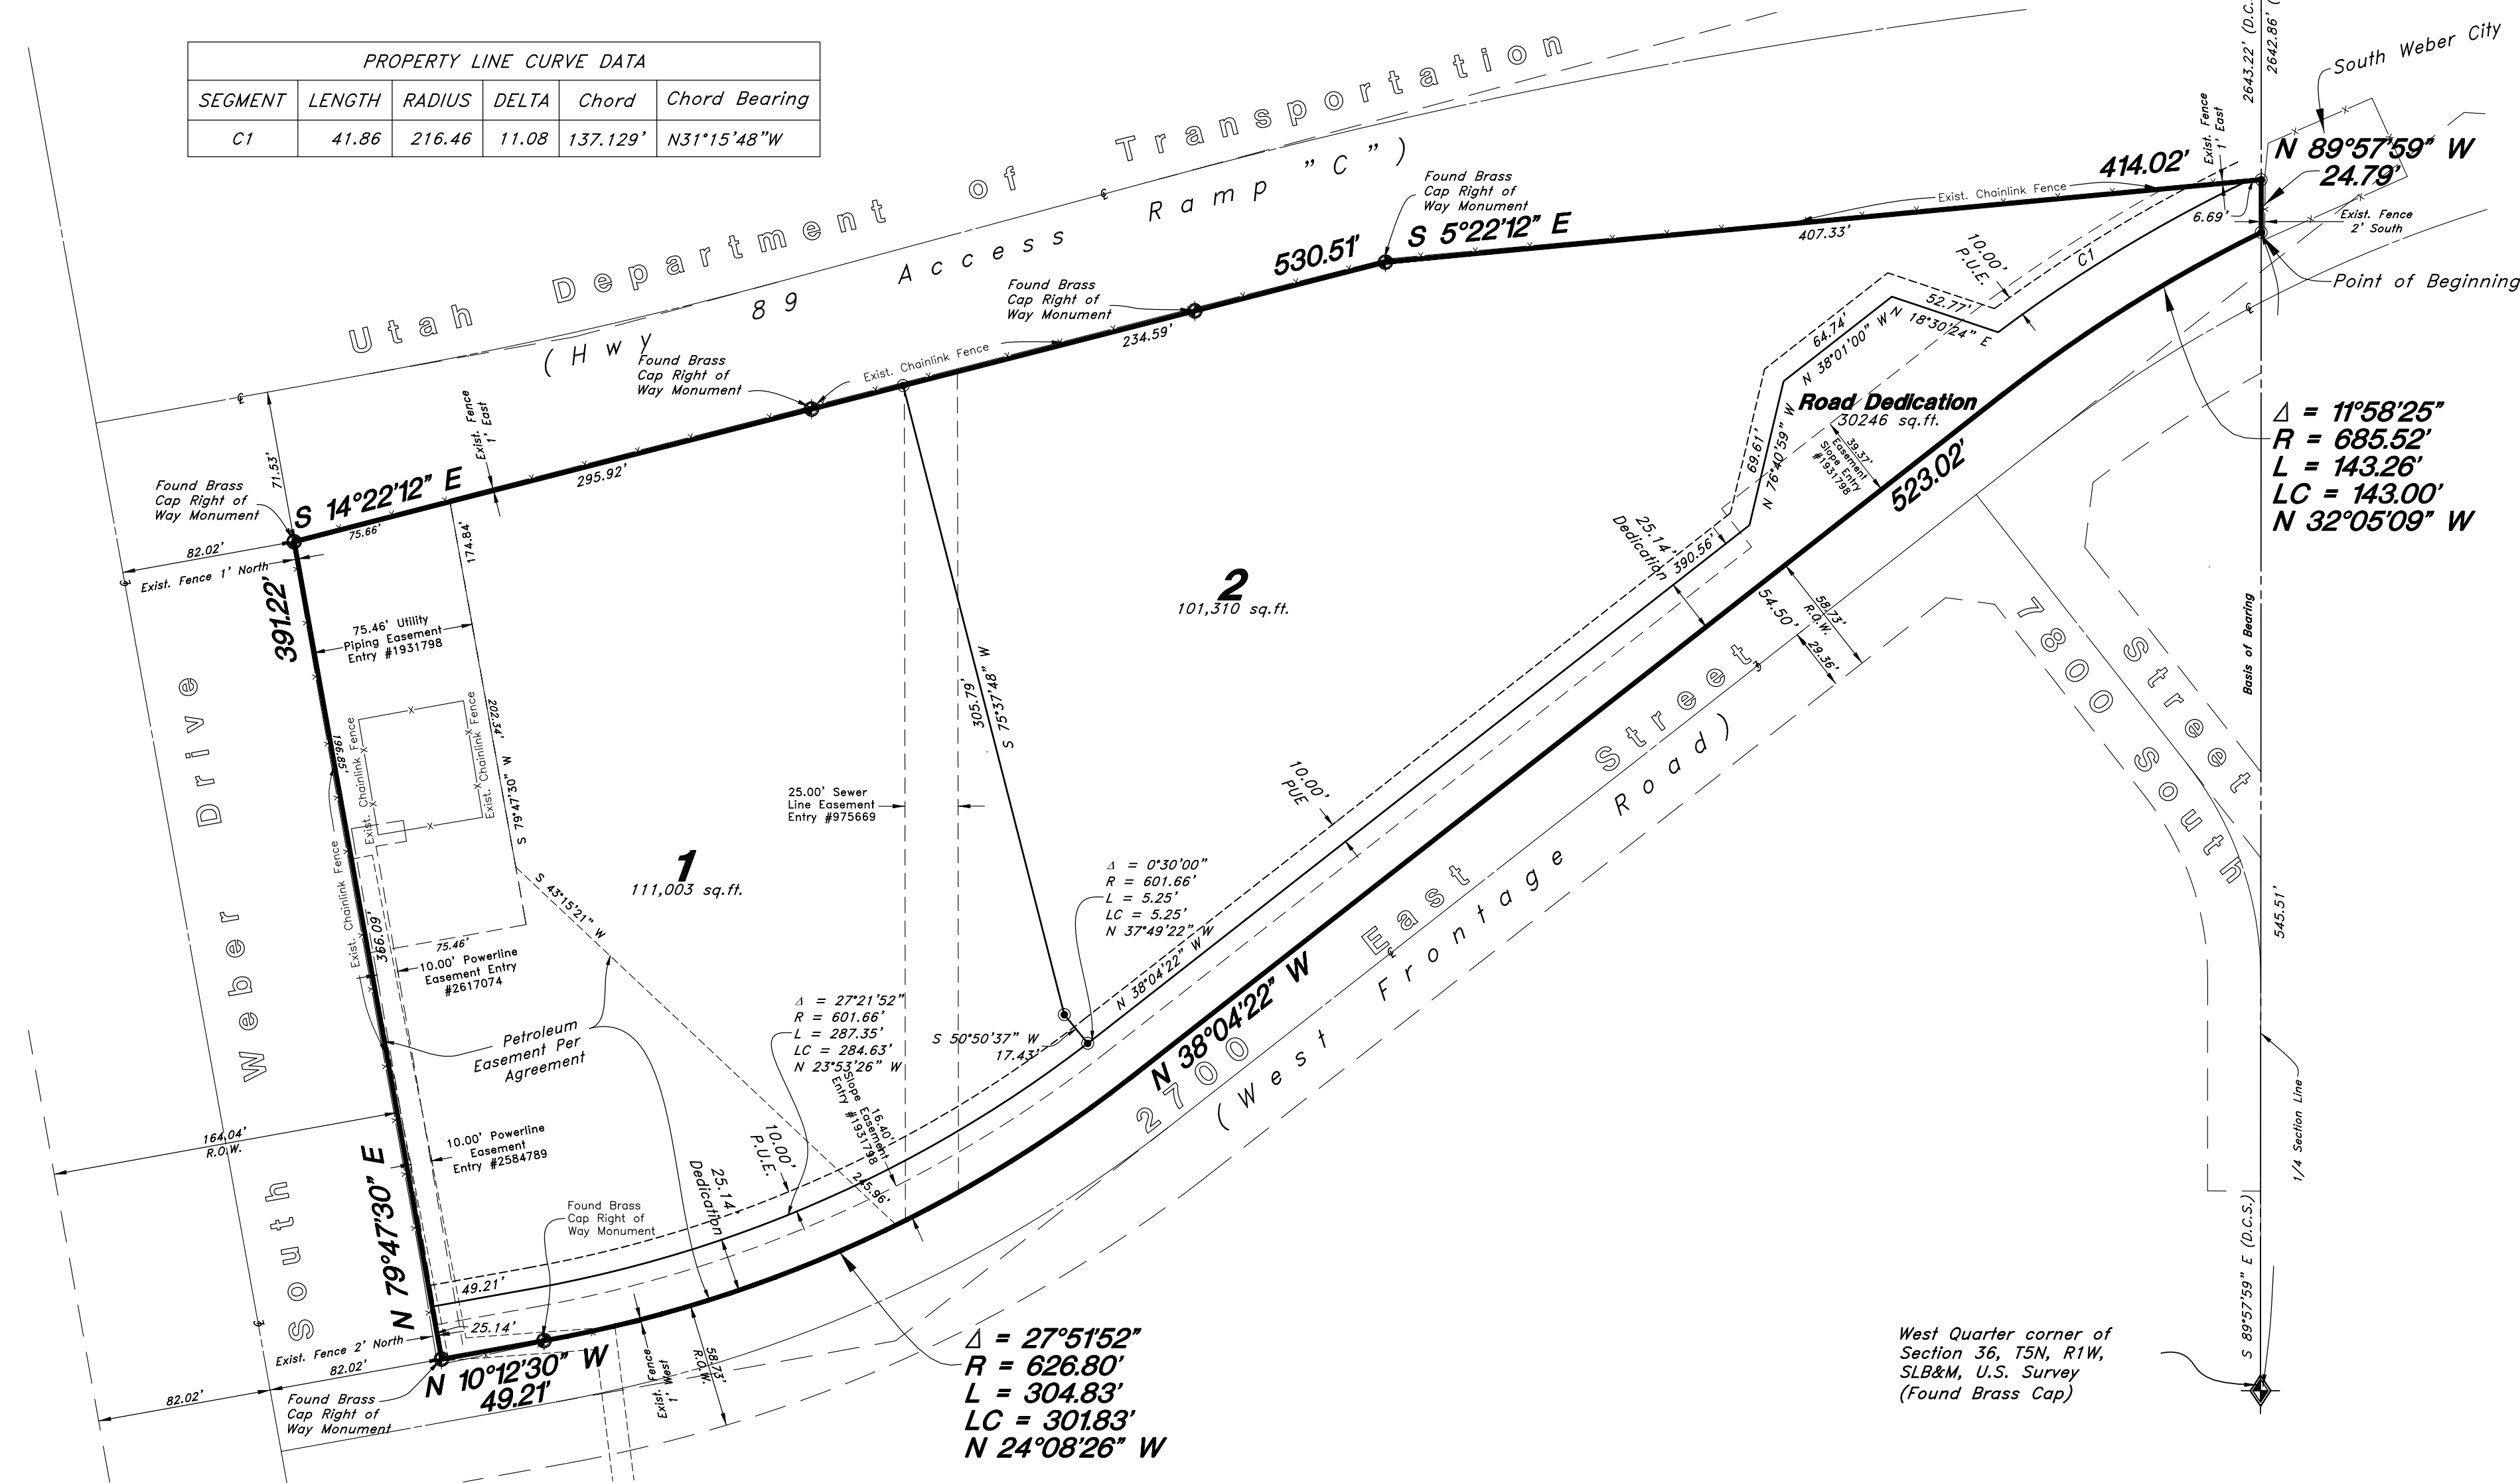 PROPERTY LINE CURVE DATA
SEGMENT LENGTH RADIUS DELTA Chord Chord Bearing
C1 41.86 216.46 11.08 137.129' N31°15'48"W
Utah Department of Transportation
(Hwy 89 Access Ramp "C")
2643.22' (D.C.
2642.86' (
South Weber City
N 89°57'59" W
24.79'
Exist. Fence
1' East
414.02'
Exist. Chainlink Fence
6.69'
Exist. Fence
2' South
407.33'
Point of Beginning
Found Brass
Cap Right of
Way Monument
S 5°22'12" E
530.51'
Found Brass
Cap Right of
Way Monument
234.59'
Exist. Chainlink Fence
Found Brass
Cap Right of
Way Monument
Exist. Fence
1' East
295.92'
S 14°22'12" E
75.66'
71.53'
Found Brass
Cap Right of
Way Monument
82.02'
Exist. Fence 1' North
391.22'
174.84'
10.00'
P.U.E.
C1
52.77'
N 18°30'24" E
64.74'
N 38°01'00" W
69.61'
N 76°40'59" W
Road Dedication
30246 sq.ft.
39.37'
Easement
Slope Entry
#1931798
523.02'
Δ = 11°58'25"
R = 685.52'
L = 143.26'
LC = 143.00'
N 32°05'09" W
25.14'
Dedication
390.56'
54.50'
58.73'
R.O.W.
29.36'
2
101,310 sq.ft.
305.79'
S 75°37'48" W
75.46' Utility
Piping Easement
Entry #1931798
Exist. Chainlink Fence
Exist. Chainlink Fence
202.34'
S 79°47'30" W
196.85'
Exist. Chainlink Fence
366.09'
75.46'
10.00' Powerline
Easement Entry
#2617074
S 43°15'21" W
1
111,003 sq.ft.
25.00' Sewer
Line Easement
Entry #975669
Δ = 0°30'00"
R = 601.66'
L = 5.25'
LC = 5.25'
N 37°49'22" W
10.00'
PUE
N 38°04'22" W
S 50°50'37" W
17.43'
Δ = 27°21'52"
R = 601.66'
L = 287.35'
LC = 284.63'
N 23°53'26" W
16.40'
Slope Easement
Entry #1931798
245.96'
10.00'
P.U.E.
25.14'
Dedication
Petroleum
Easement Per
Agreement
10.00' Powerline
Easement
Entry #2584789
Found Brass
Cap Right of
Way Monument
164.04'
R.O.W.
South Weber Drive
N 79°47'30" E
49.21'
25.14'
Exist. Fence 2' North
82.02'
82.02'
N 10°12'30" W
49.21'
Found Brass
Cap Right of
Way Monument
Exist. Fence
1' West
58.73'
R.O.W.
Δ = 27°51'52"
R = 626.80'
L = 304.83'
LC = 301.83'
N 24°08'26" W
N 38°04'22" W
2700 East Street
(West Frontage Road)
7800 South Street
Basis of Bearing
545.51'
1/4 Section Line
S 89°57'59" E (D.C.S.)
West Quarter corner of
Section 36, T5N, R1W,
SLB&M, U.S. Survey
(Found Brass Cap)